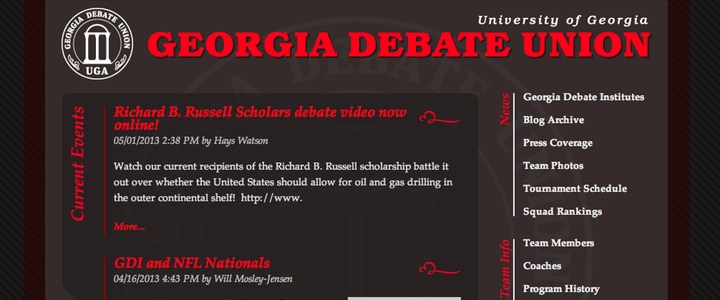 GEORGIA DEBATE UNION
UGA
University of Georgia
GEORGIA DEBATE UNION
Current Events
Richard B. Russell Scholars debate video now
online!
05/01/2013 2:38 PM by Hays Watson
Watch our current recipients of the Richard B. Russell scholarship battle it
out over whether the United States should allow for oil and gas drilling in
the outer continental shelf!  http://www.
More...
GDI and NFL Nationals
04/16/2013 4:43 PM by Will Mosley-Jensen
News
Georgia Debate Institutes
Blog Archive
Press Coverage
Team Photos
Tournament Schedule
Squad Rankings
Team Info
Team Members
Coaches
Program History